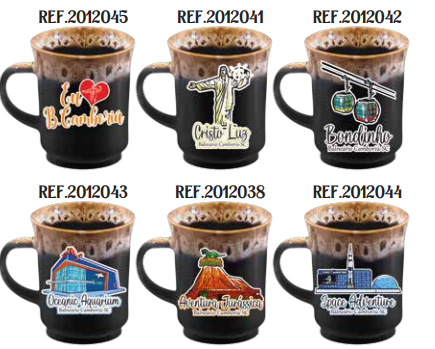 REF.2012045 REF.2012041 REF.2012042
Eu
B.Camboriú
Cristo Luz
Balneário Camboriú SC
Bondinho
Balneário Camboriú SC
REF.2012043 REF.2012038 REF.2012044
Oceanic Aquarium
Balneário Camboriú SC
Aventura Jurássica
Balneário Camboriú SC
Space Adventure
Balneário Camboriú SC